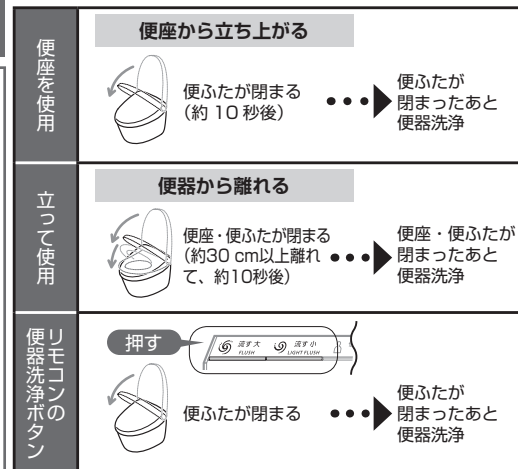 便座を使用
便座から立ち上がる
便ふたが閉まる
（約 10 秒後）
便ふたが
閉まったあと
便器洗浄
立って使用
便器から離れる
便座・便ふたが閉まる
（約30 cm以上離れ
て、約10秒後）
便座・便ふたが
閉まったあと
便器洗浄
リモコンの
便器洗浄ボタン
押す
流す大
FLUSH
流す小
LIGHT FLUSH
便ふたが閉まる
便ふたが
閉まったあと
便器洗浄